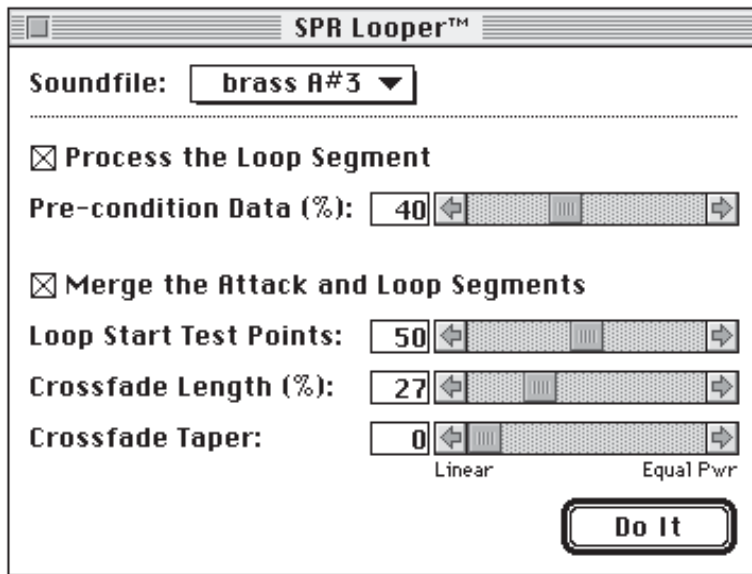 SPR Looper™
Soundfile: brass A#3
Process the Loop Segment
Pre-condition Data (%): 40
Merge the Attack and Loop Segments
Loop Start Test Points: 50
Crossfade Length (%): 27
Crossfade Taper: 0
Linear Equal Pwr
Do It